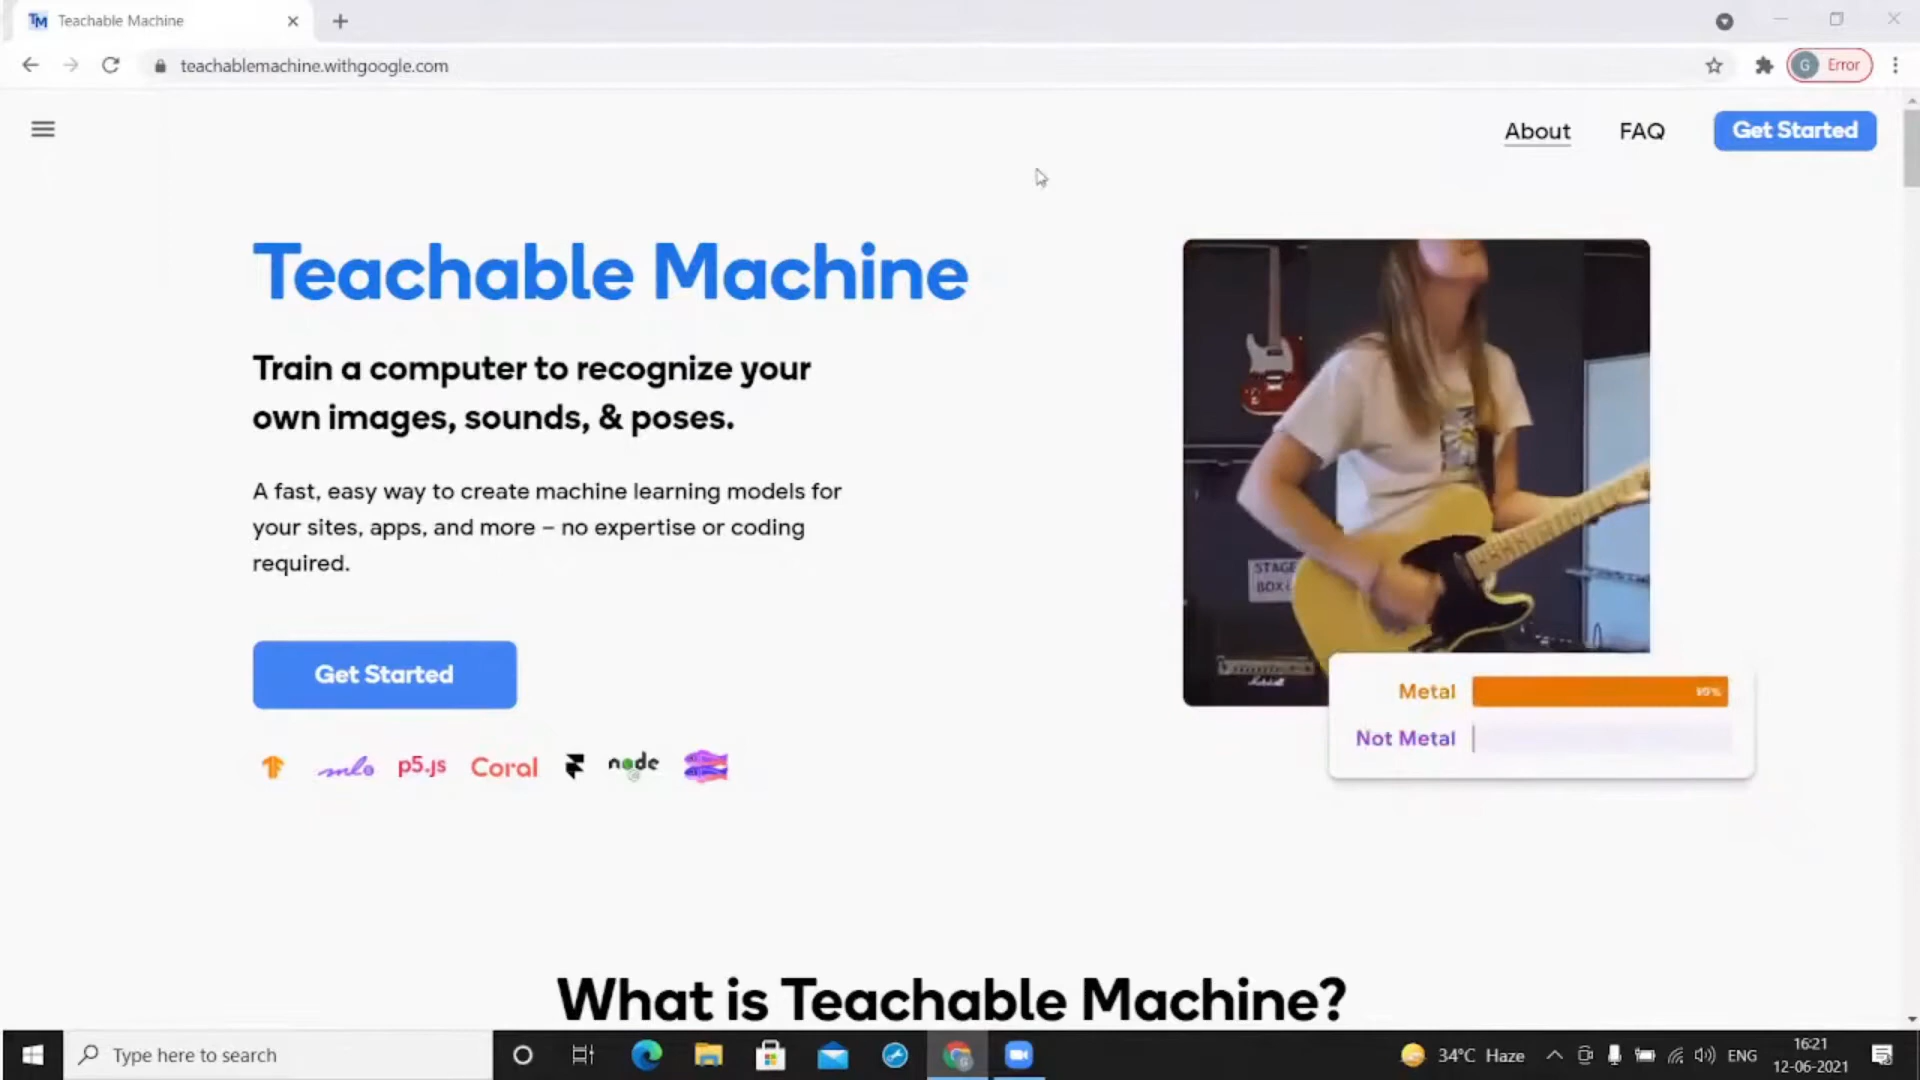 TM Teachable Machine
teachablemachine.withgoogle.com
G Error
About FAQ Get Started
Teachable Machine
Train a computer to recognize your
own images, sounds, & poses.
A fast, easy way to create machine learning models for
your sites, apps, and more – no expertise or coding
required.
Get Started
p5.js Coral node
STAGE
BOX
Marshall
Metal
Not Metal
What is Teachable Machine?
Type here to search
34°C Haze
ENG
16:21
12-06-2021